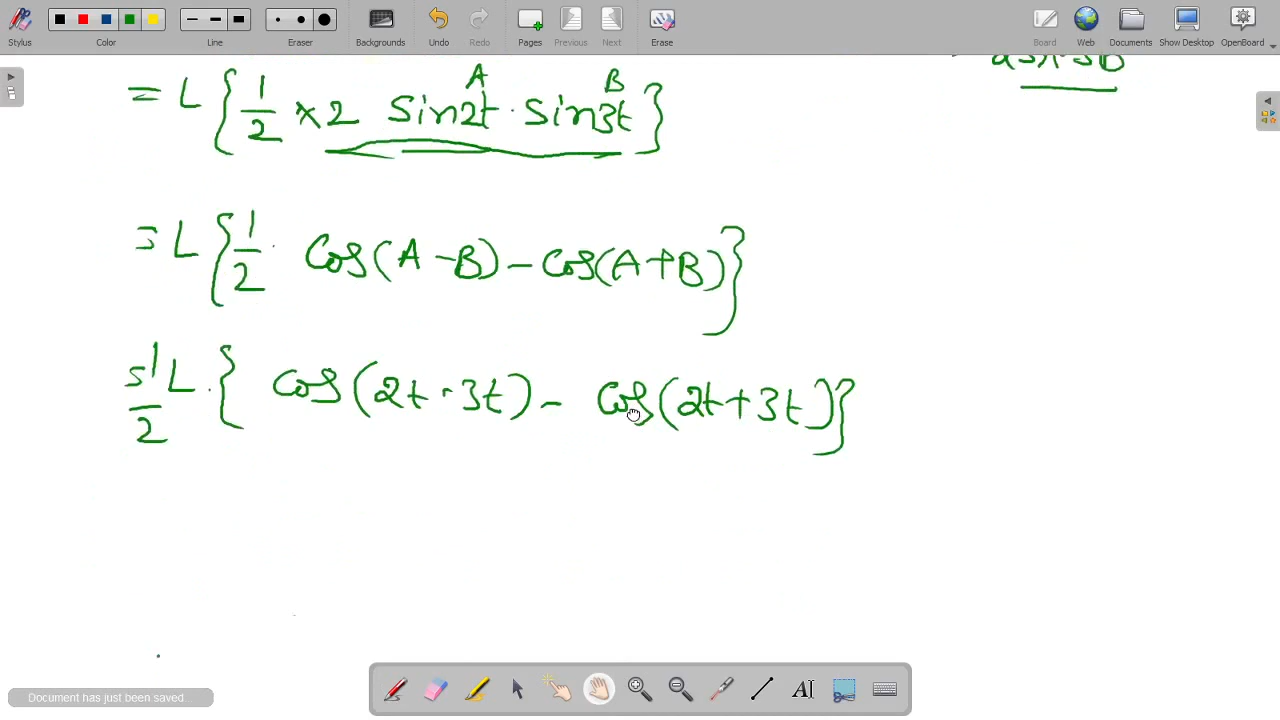 Stylus Color Line Eraser Backgrounds Undo Redo Pages Previous Next Erase Board Web Documents Show Desktop OpenBoard
= L { 1/2 × 2 Sin2t · Sin3t }
A B
= L { 1/2 · Cos(A - B) - Cos(A + B) }
= 1/2 L · { Cos (2t - 3t) - Cos (2t + 3t) }
Document has just been saved...